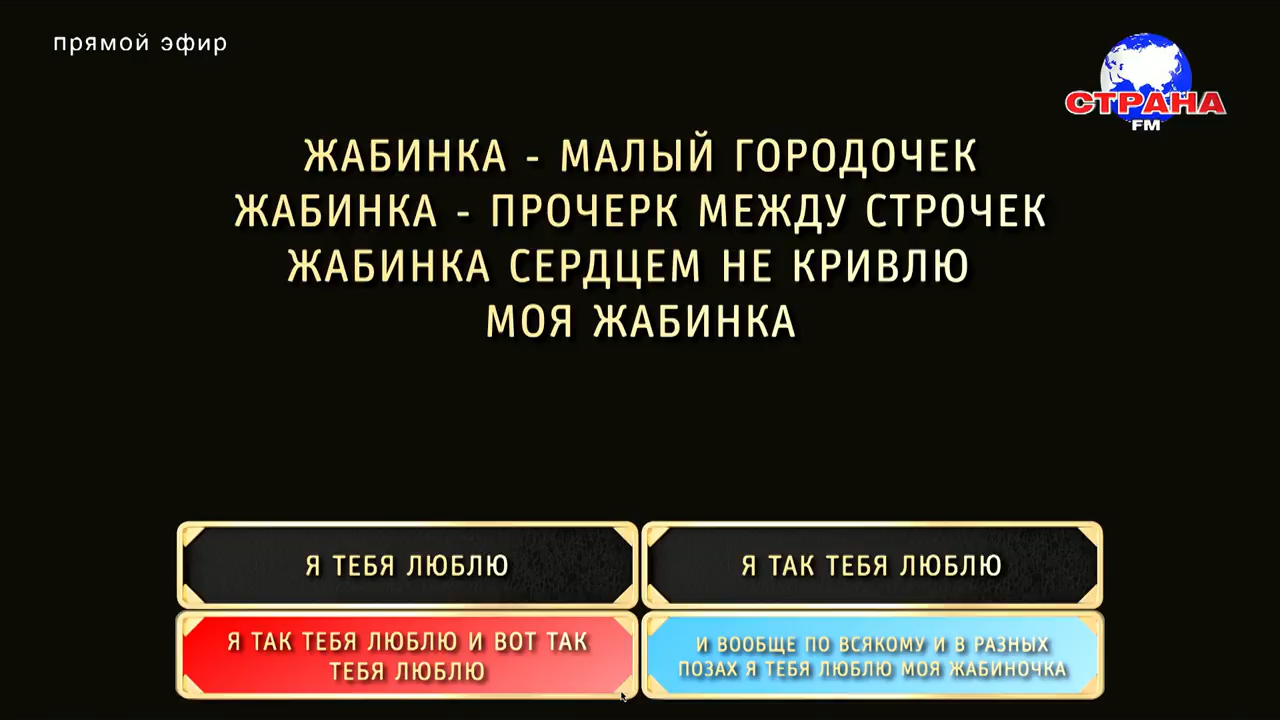 прямой эфир
СТРАНА
FM
ЖАБИНКА - МАЛЫЙ ГОРОДОЧЕК
ЖАБИНКА - ПРОЧЕРК МЕЖДУ СТРОЧЕК
ЖАБИНКА СЕРДЦЕМ НЕ КРИВЛЮ
МОЯ ЖАБИНКА
Я ТЕБЯ ЛЮБЛЮ
Я ТАК ТЕБЯ ЛЮБЛЮ
Я ТАК ТЕБЯ ЛЮБЛЮ И ВОТ ТАК
ТЕБЯ ЛЮБЛЮ
И ВООБЩЕ ПО ВСЯКОМУ И В РАЗНЫХ
ПОЗАХ Я ТЕБЯ ЛЮБЛЮ МОЯ ЖАБИНОЧКА